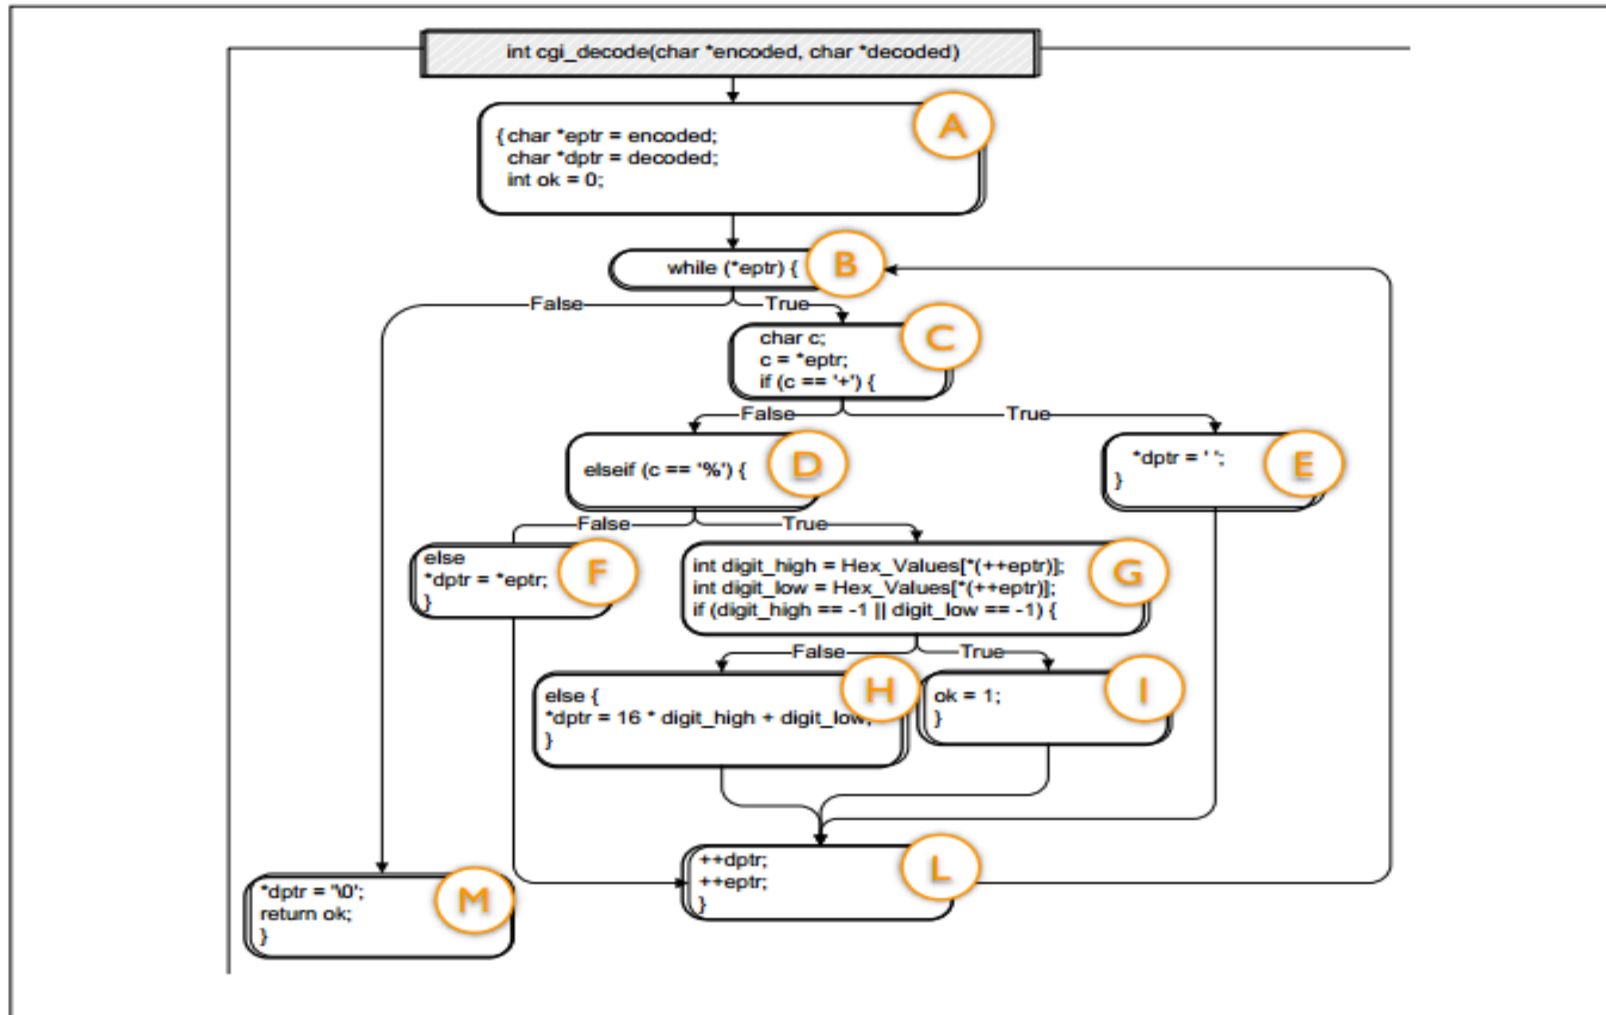 int cgi_decode(char *encoded, char *decoded)
A
{char *eptr = encoded;
char *dptr = decoded;
int ok = 0;
while (*eptr) {
B
False
True
C
char c;
c = *eptr;
if (c == '+') {
False
True
elseif (c == '%') {
D
*dptr = ' ';
}
E
False
True
else
*dptr = *eptr;
}
F
int digit_high = Hex_Values[*(++eptr)];
int digit_low = Hex_Values[*(++eptr)];
if (digit_high == -1 || digit_low == -1) {
G
False
True
else {
*dptr = 16 * digit_high + digit_low;
}
H
ok = 1;
}
I
++dptr;
++eptr;
}
L
*dptr = '\0';
return ok;
}
M